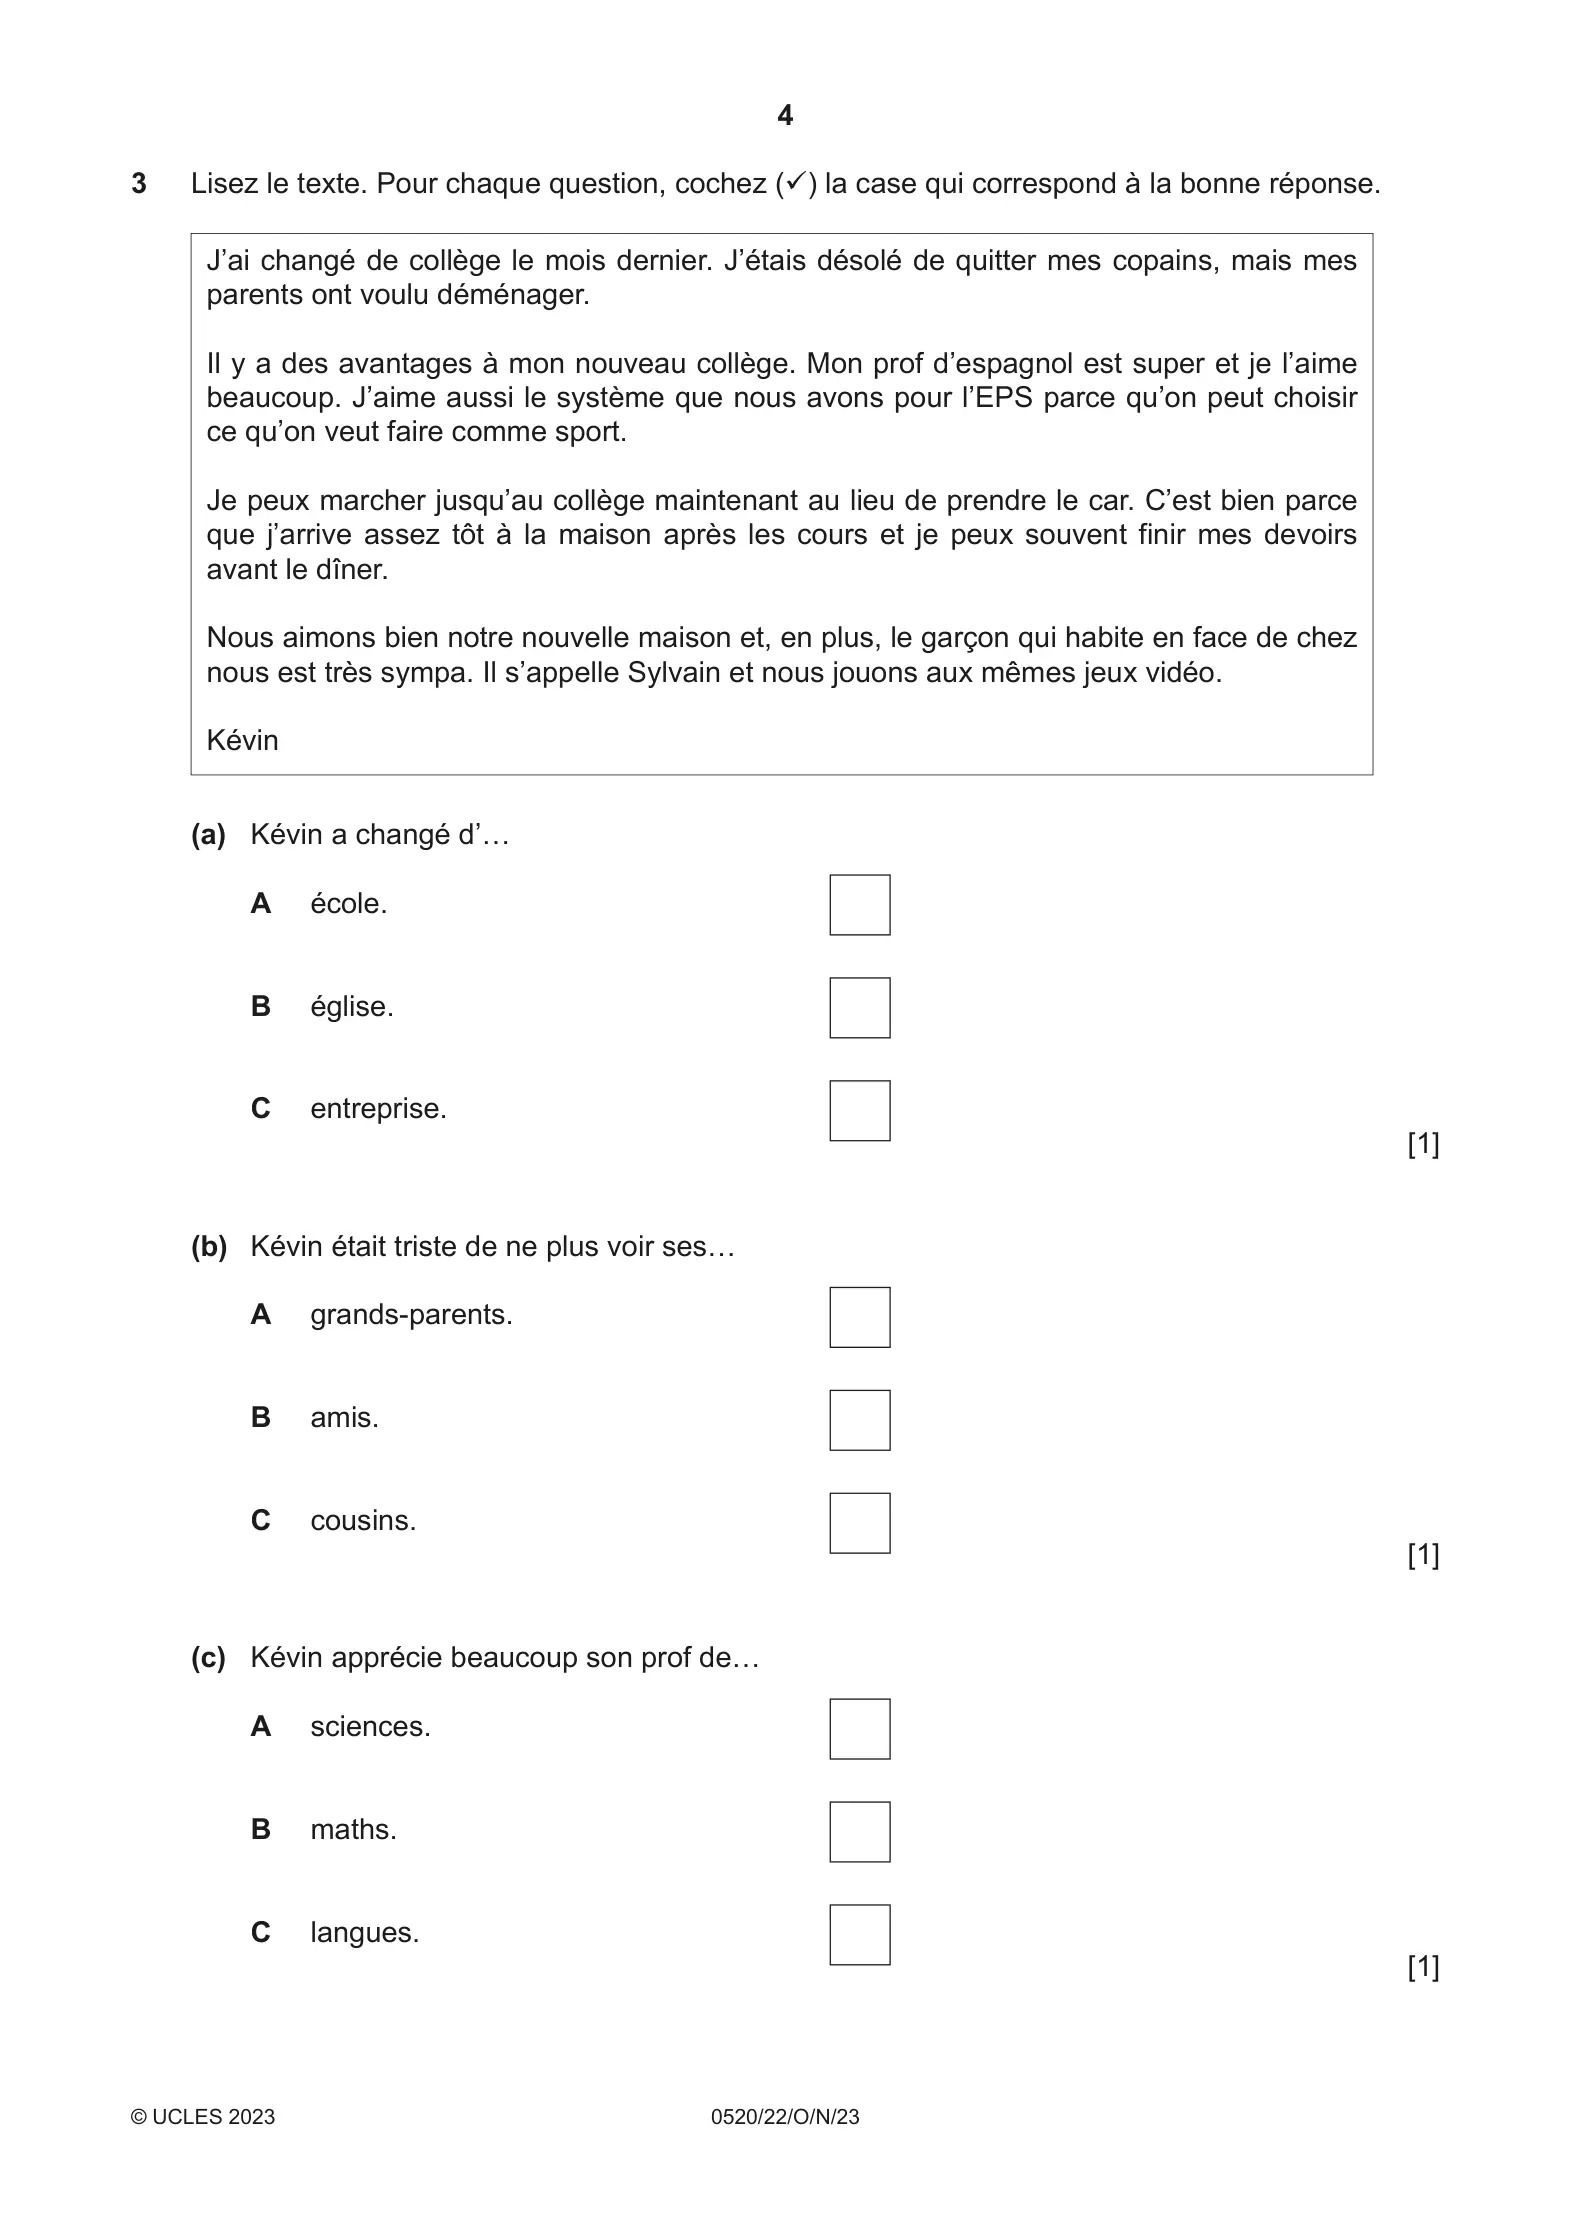 4
3 Lisez le texte. Pour chaque question, cochez (✓) la case qui correspond à la bonne réponse.
J’ai changé de collège le mois dernier. J’étais désolé de quitter mes copains, mais mes
parents ont voulu déménager.
Il y a des avantages à mon nouveau collège. Mon prof d’espagnol est super et je l’aime
beaucoup. J’aime aussi le système que nous avons pour l’EPS parce qu’on peut choisir
ce qu’on veut faire comme sport.
Je peux marcher jusqu’au collège maintenant au lieu de prendre le car. C’est bien parce
que j’arrive assez tôt à la maison après les cours et je peux souvent finir mes devoirs
avant le dîner.
Nous aimons bien notre nouvelle maison et, en plus, le garçon qui habite en face de chez
nous est très sympa. Il s’appelle Sylvain et nous jouons aux mêmes jeux vidéo.
Kévin
(a) Kévin a changé d’…
A école.
B église.
C entreprise.
[1]
(b) Kévin était triste de ne plus voir ses…
A grands-parents.
B amis.
C cousins.
[1]
(c) Kévin apprécie beaucoup son prof de…
A sciences.
B maths.
C langues.
[1]
© UCLES 2023 0520/22/O/N/23